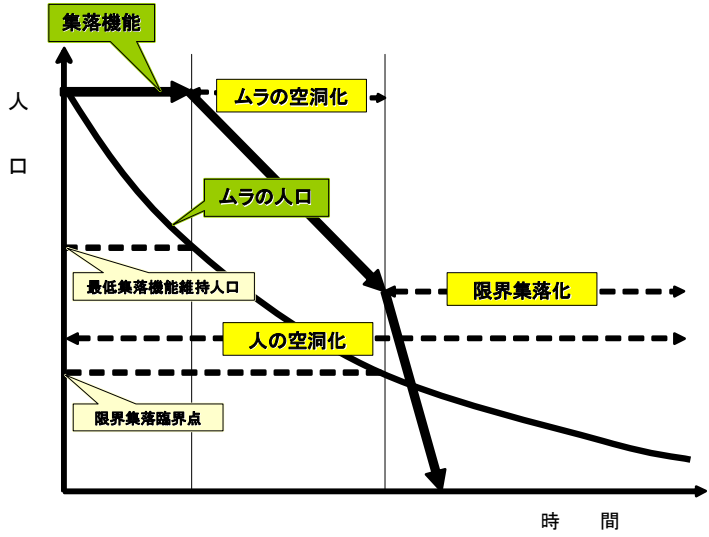 集落機能
人口
ムラの空洞化
ムラの人口
最低集落機能維持人口
限界集落化
人の空洞化
限界集落臨界点
時間